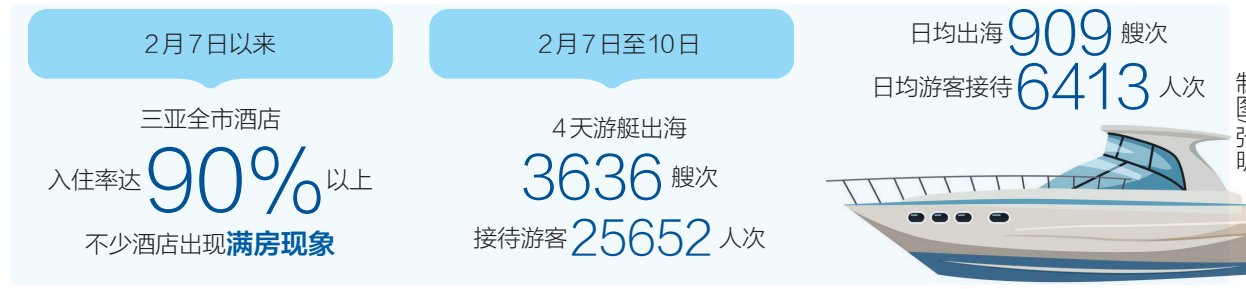 2月7日以来
三亚全市酒店
入住率达90%以上
不少酒店出现满房现象
2月7日至10日
4天游艇出海
3636艘次
接待游客25652人次
日均出海909艘次
日均游客接待6413人次
制图/张